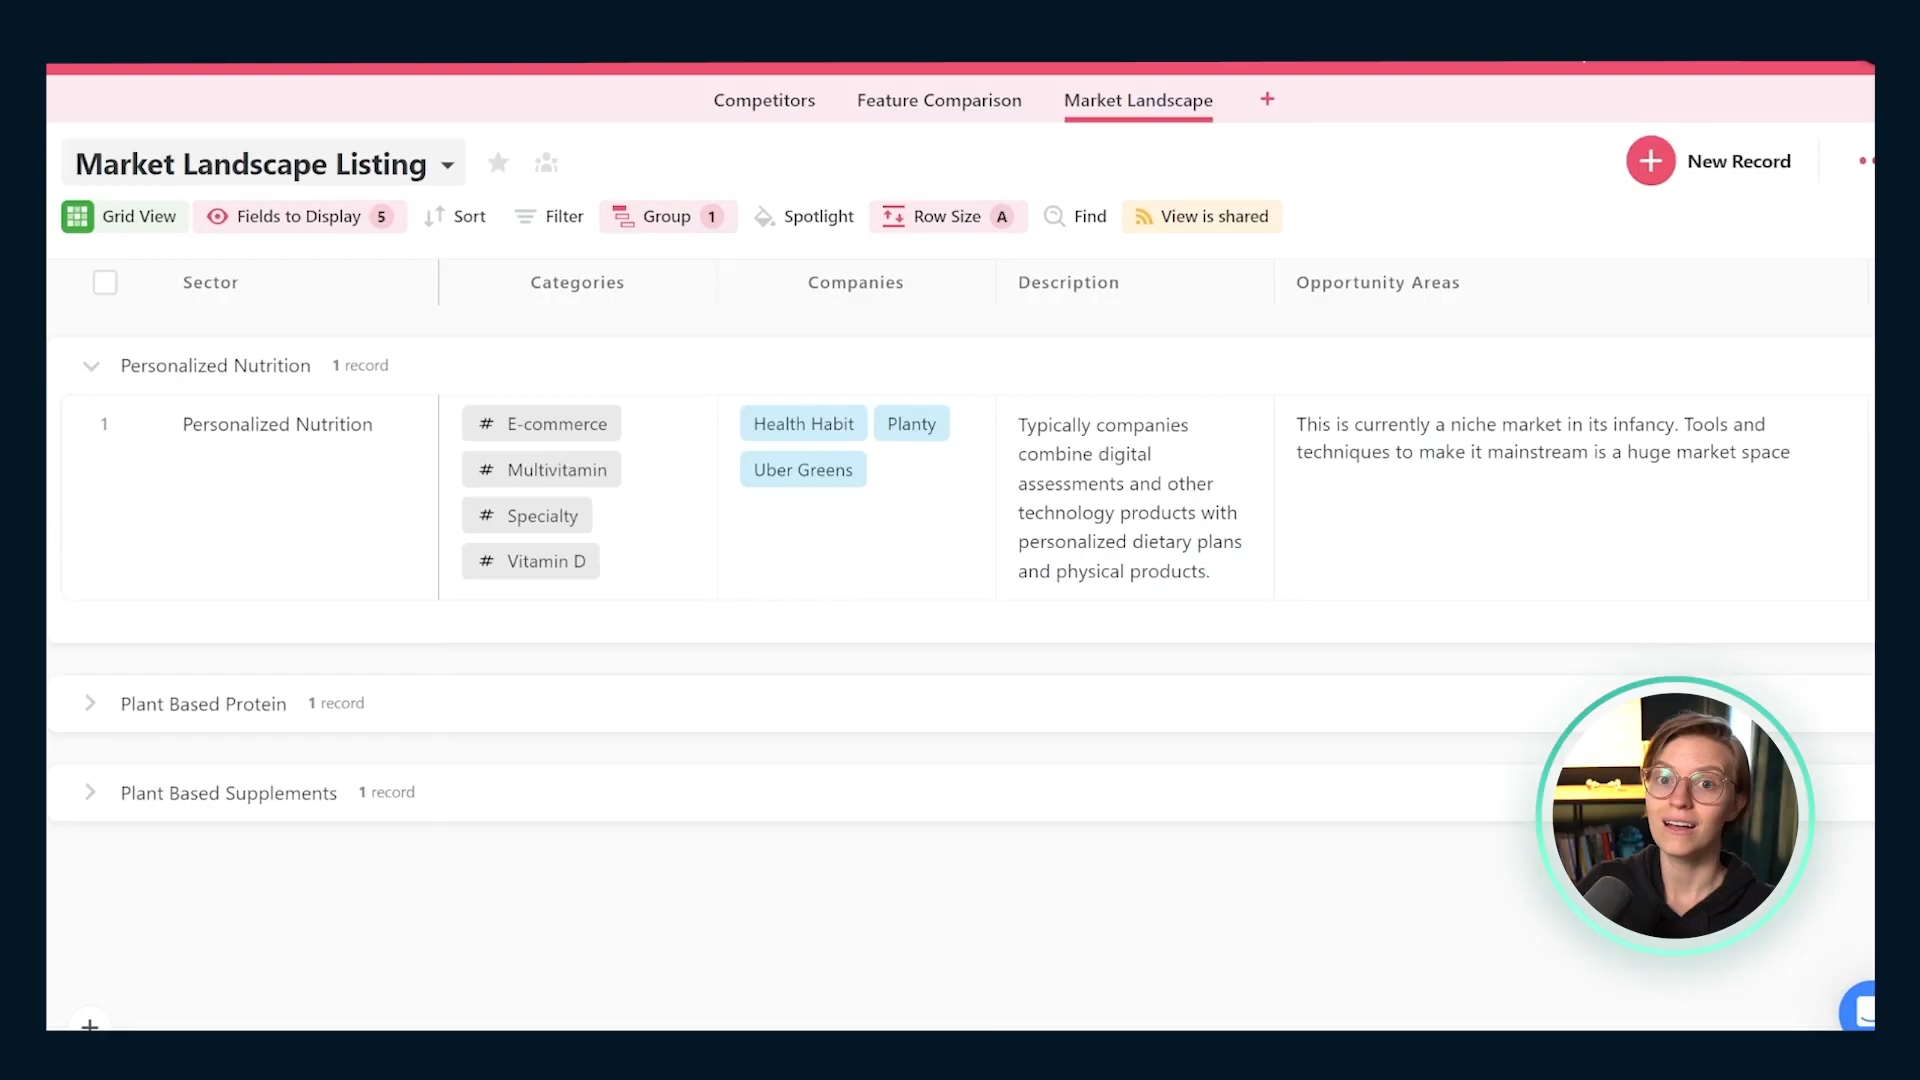 Competitors Feature Comparison Market Landscape +
Market Landscape Listing
New Record
Grid View Fields to Display 5 Sort Filter Group 1 Spotlight Row Size A Find View is shared
Sector Categories Companies Description Opportunity Areas
Personalized Nutrition 1 record
1 Personalized Nutrition
# E-commerce
# Multivitamin
# Specialty
# Vitamin D
Health Habit Planty
Uber Greens
Typically companies
combine digital
assessments and other
technology products with
personalized dietary plans
and physical products.
This is currently a niche market in its infancy. Tools and
techniques to make it mainstream is a huge market space
Plant Based Protein 1 record
Plant Based Supplements 1 record